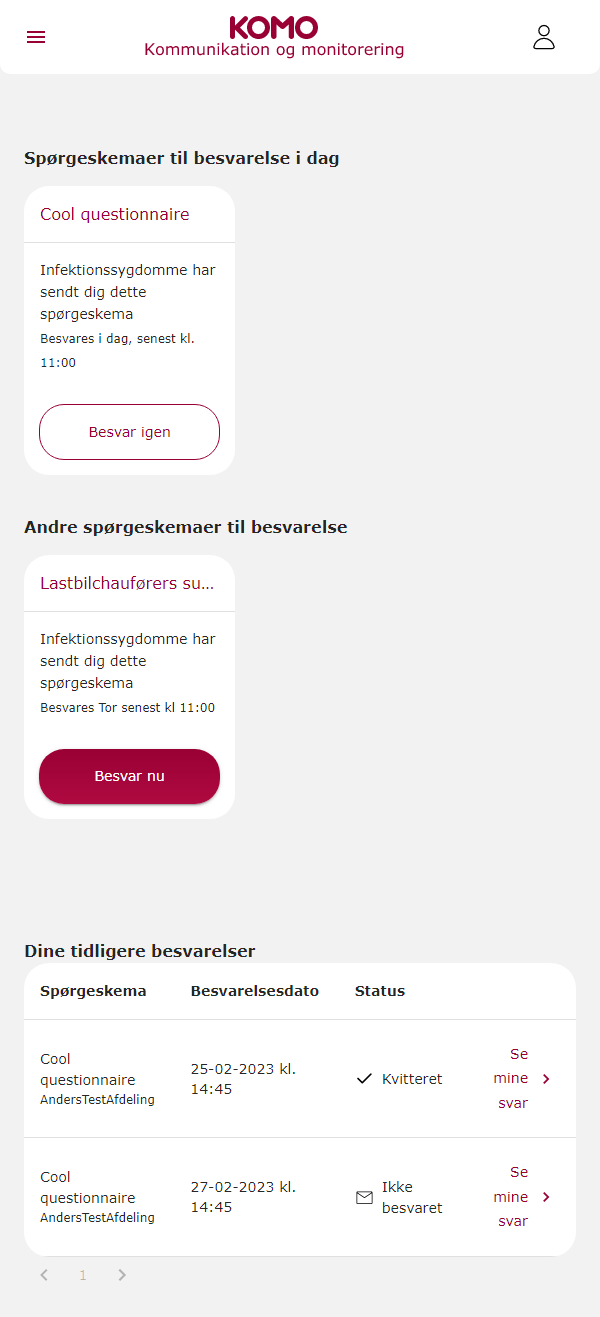 KOMO
Kommunikation og monitorering
Spørgeskemaer til besvarelse i dag
Cool questionnaire
Infektionssygdomme har
sendt dig dette
spørgeskema
Besvares i dag, senest kl.
11:00
Besvar igen
Andre spørgeskemaer til besvarelse
Lastbilchauførers su...
Infektionssygdomme har
sendt dig dette
spørgeskema
Besvares Tor senest kl 11:00
Besvar nu
Dine tidligere besvarelser
Spørgeskema Besvarelsesdato Status
Cool
questionnaire
AndersTestAfdeling
25-02-2023 kl.
14:45
Kvitteret
Se
mine
svar
Cool
questionnaire
AndersTestAfdeling
27-02-2023 kl.
14:45
Ikke
besvaret
Se
mine
svar
1